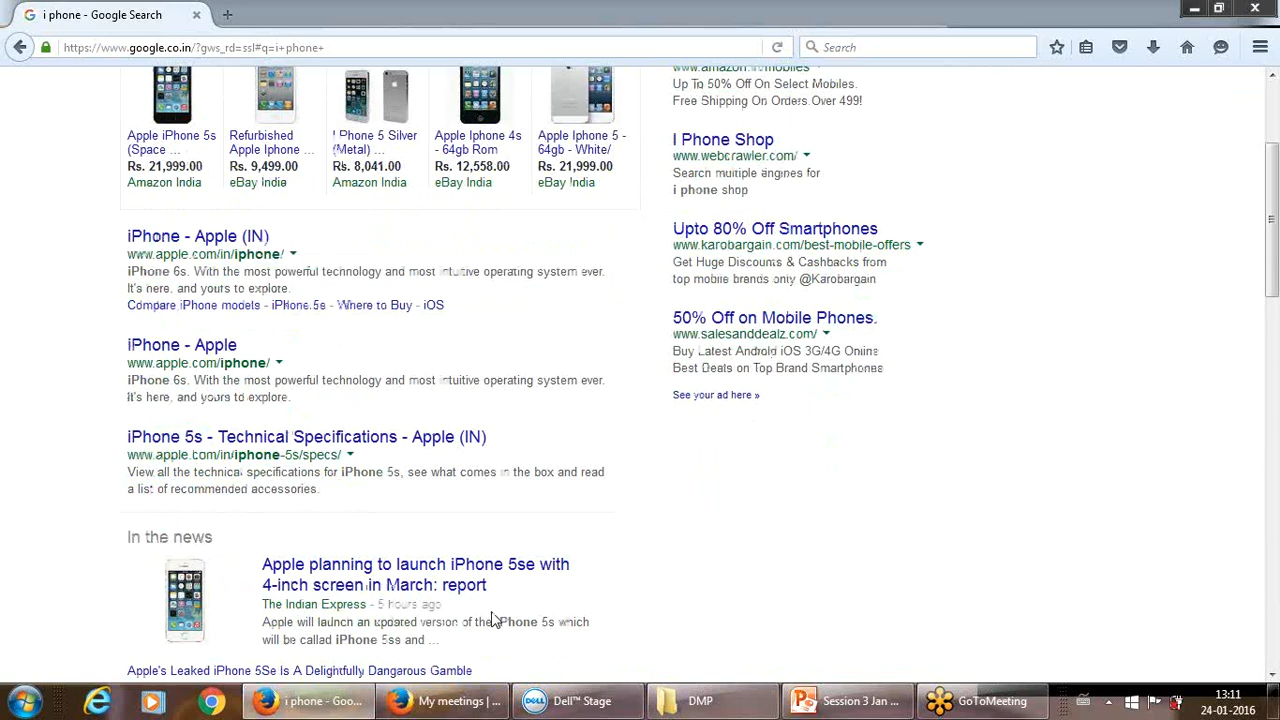 i phone - Google Search
https://www.google.co.in/?gws_rd=ssl#q=i+phone+
Search
Apple iPhone 5s
(Space ...
Rs. 21,999.00
Amazon India
Refurbished
Apple Iphone ...
Rs. 9,499.00
eBay India
I Phone 5 Silver
(Metal) ...
Rs. 8,041.00
Amazon India
Apple Iphone 4s
- 64gb Rom
Rs. 12,558.00
eBay India
Apple Iphone 5 -
64gb - White/
Rs. 21,999.00
eBay India
iPhone - Apple (IN)
www.apple.com/in/iphone/
iPhone 6s. With the most powerful technology and most intuitive operating system ever.
It's here, and yours to explore.
Compare iPhone models - iPhone 5s - Where to Buy - iOS
iPhone - Apple
www.apple.com/iphone/
iPhone 6s. With the most powerful technology and most intuitive operating system ever.
It's here, and yours to explore.
iPhone 5s - Technical Specifications - Apple (IN)
www.apple.com/in/iphone-5s/specs/
View all the technical specifications for iPhone 5s, see what comes in the box and read
a list of recommended accessories.
In the news
Apple planning to launch iPhone 5se with
4-inch screen in March: report
The Indian Express - 5 hours ago
Apple will launch an updated version of the iPhone 5s which
will be called iPhone 5ss and ...
Apple's Leaked iPhone 5Se Is A Delightfully Dangerous Gamble
www.amazon.in/mobiles
Up To 50% Off On Select Mobiles.
Free Shipping On Orders Over 499!
I Phone Shop
www.webcrawler.com/
Search multiple engines for
i phone shop
Upto 80% Off Smartphones
www.karobargain.com/best-mobile-offers
Get Huge Discounts & Cashbacks from
top mobile brands only @Karobargain
50% Off on Mobile Phones.
www.salesanddealz.com/
Buy Latest Android iOS 3G/4G Online
Best Deals on Top Brand Smartphones
See your ad here »
i phone - Goo...
My meetings | ...
DELL
Dell™ Stage
DMP
Session 3 Jan ...
GoToMeeting
13:11
24-01-2016